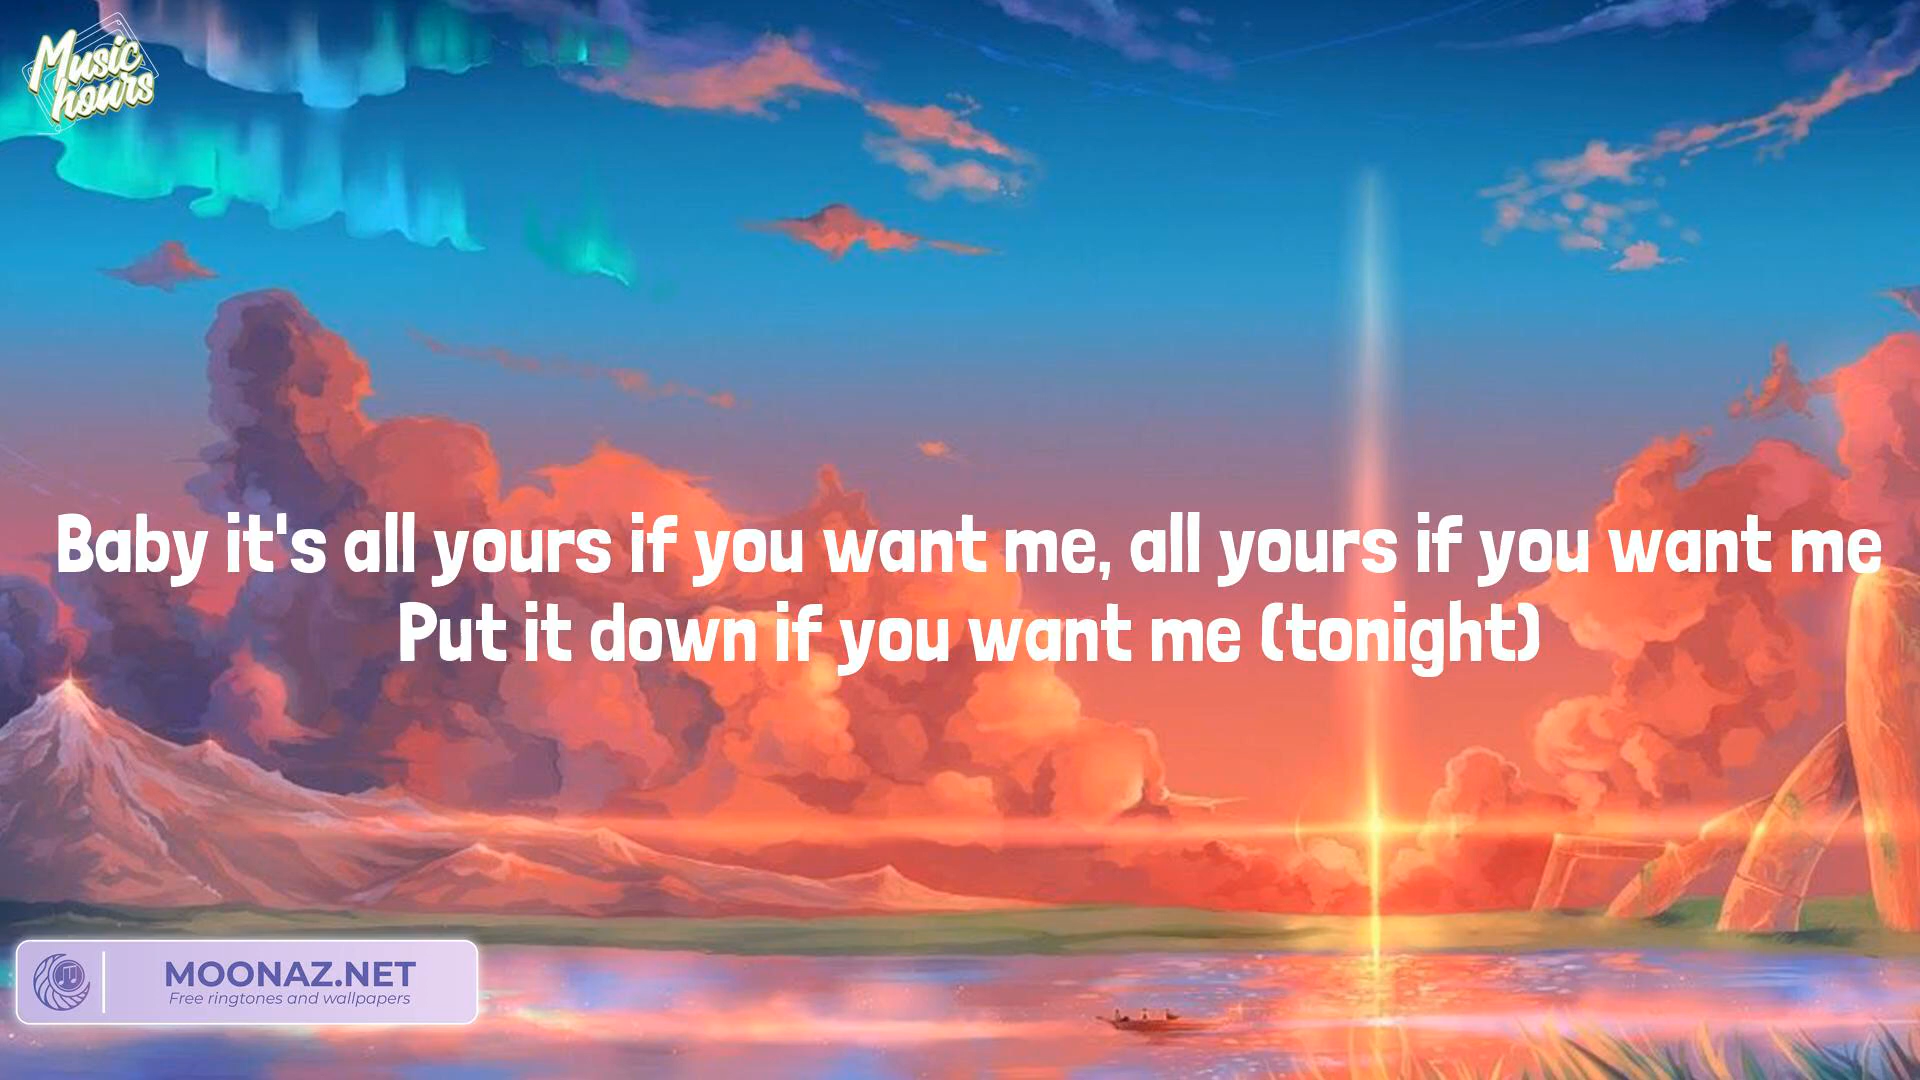 Music
hours
Baby it's all yours if you want me, all yours if you want me
Put it down if you want me (tonight)
MOONAZ.NET
Free ringtones and wallpapers